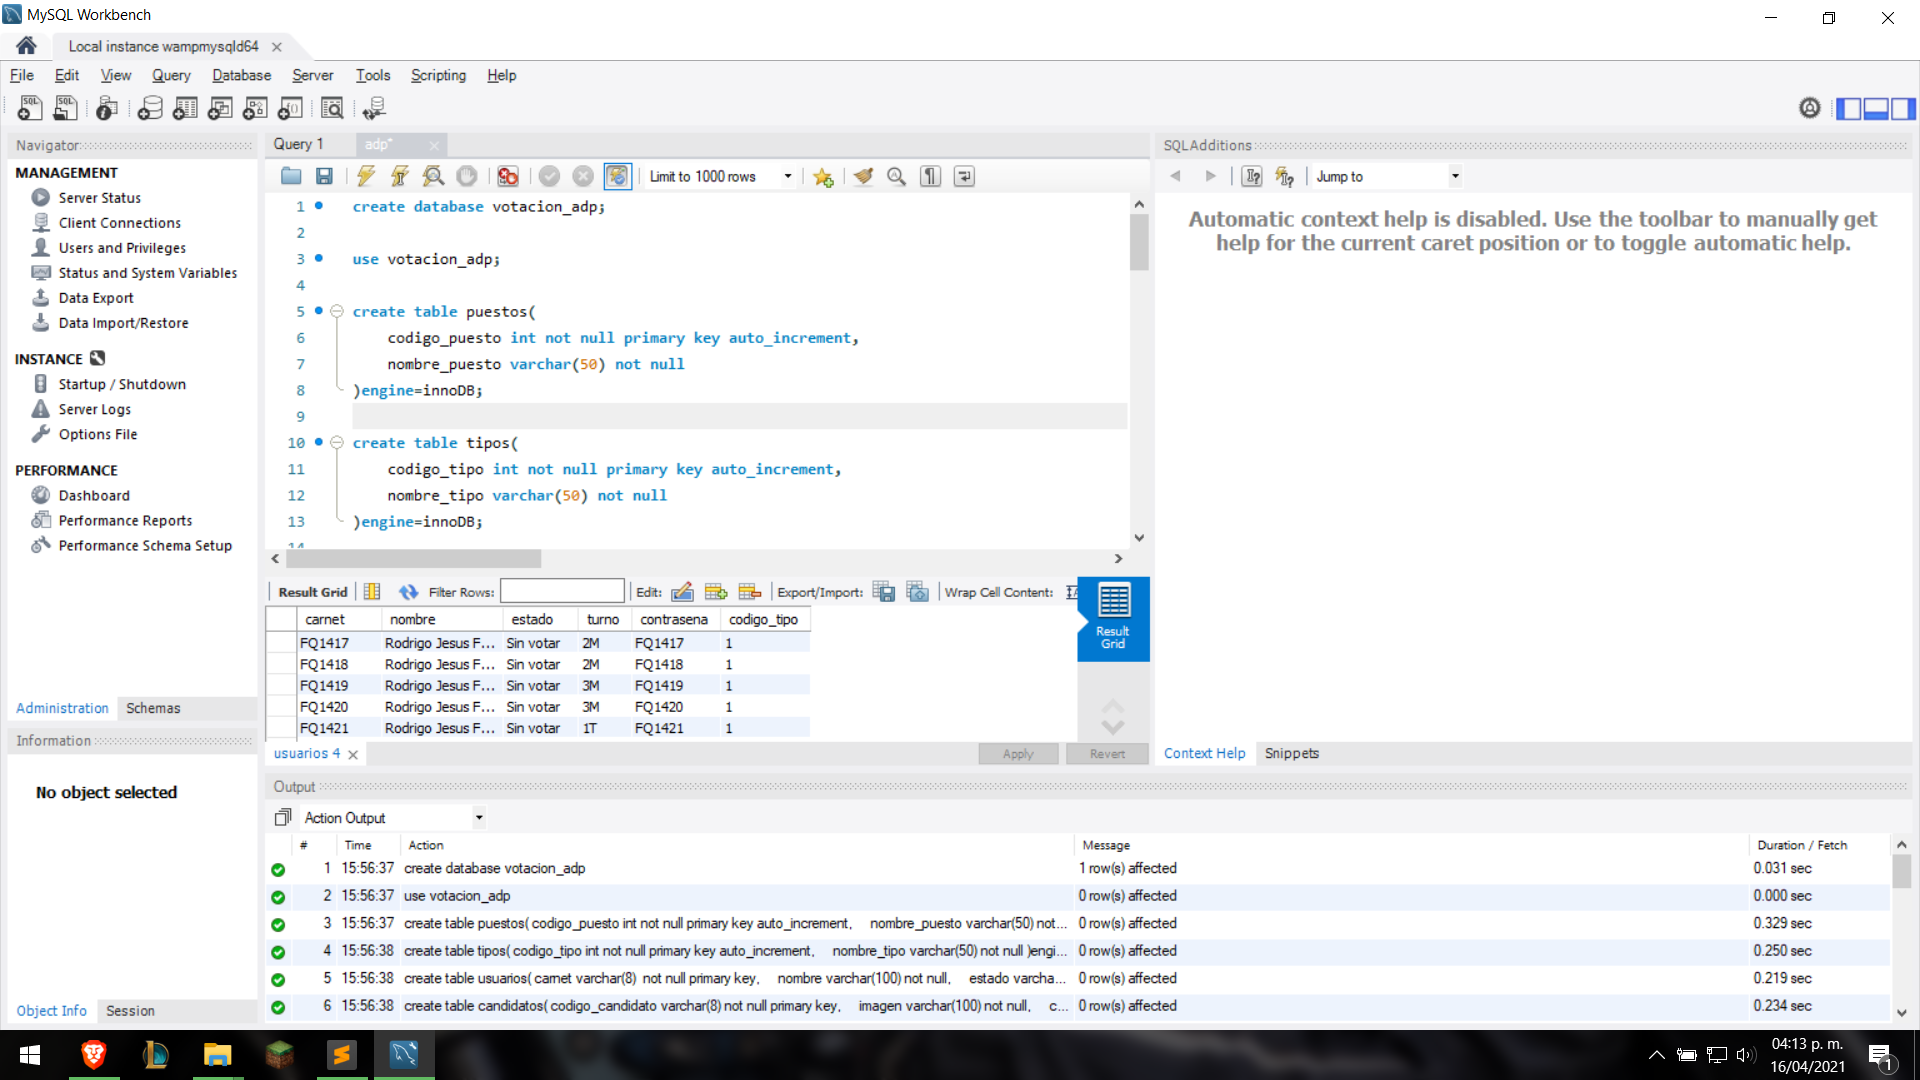 MySQL Workbench
Local instance wampmysqld64
File Edit View Query Database Server Tools Scripting Help
Navigator
MANAGEMENT
Server Status
Client Connections
Users and Privileges
Status and System Variables
Data Export
Data Import/Restore
INSTANCE
Startup / Shutdown
Server Logs
Options File
PERFORMANCE
Dashboard
Performance Reports
Performance Schema Setup
Administration Schemas
Information
No object selected
Object Info Session
Query 1 adp*
Limit to 1000 rows
1 create database votacion_adp;
2
3 use votacion_adp;
4
5 create table puestos(
6 codigo_puesto int not null primary key auto_increment,
7 nombre_puesto varchar(50) not null
8 )engine=innoDB;
9
10 create table tipos(
11 codigo_tipo int not null primary key auto_increment,
12 nombre_tipo varchar(50) not null
13 )engine=innoDB;
14
Result Grid Filter Rows: Edit: Export/Import: Wrap Cell Content:
carnet nombre estado turno contrasena codigo_tipo
FQ1417 Rodrigo Jesus F... Sin votar 2M FQ1417 1
FQ1418 Rodrigo Jesus F... Sin votar 2M FQ1418 1
FQ1419 Rodrigo Jesus F... Sin votar 3M FQ1419 1
FQ1420 Rodrigo Jesus F... Sin votar 3M FQ1420 1
FQ1421 Rodrigo Jesus F... Sin votar 1T FQ1421 1
Result
Grid
usuarios 4 Apply Revert
SQLAdditions
Jump to
Automatic context help is disabled. Use the toolbar to manually get
help for the current caret position or to toggle automatic help.
Context Help Snippets
Output
Action Output
# Time Action Message Duration / Fetch
1 15:56:37 create database votacion_adp 1 row(s) affected 0.031 sec
2 15:56:37 use votacion_adp 0 row(s) affected 0.000 sec
3 15:56:37 create table puestos( codigo_puesto int not null primary key auto_increment, nombre_puesto varchar(50) not... 0 row(s) affected 0.329 sec
4 15:56:38 create table tipos( codigo_tipo int not null primary key auto_increment, nombre_tipo varchar(50) not null )engi... 0 row(s) affected 0.250 sec
5 15:56:38 create table usuarios( carnet varchar(8) not null primary key, nombre varchar(100) not null, estado varcha... 0 row(s) affected 0.219 sec
6 15:56:38 create table candidatos( codigo_candidato varchar(8) not null primary key, imagen varchar(100) not null, c... 0 row(s) affected 0.234 sec
04:13 p. m.
16/04/2021
1